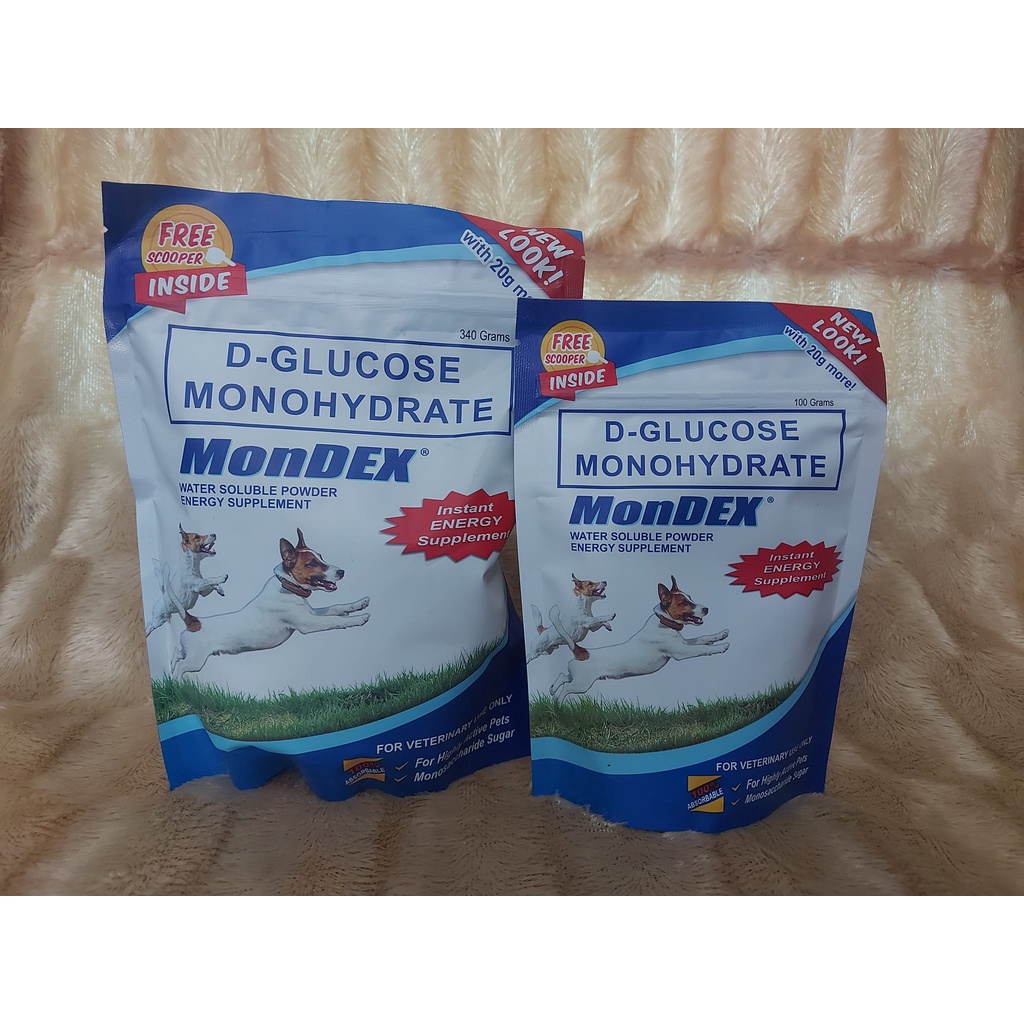 FREE
SCOOPER
INSIDE
NEW
LOOK!
with 20g more!
340 Grams
D-GLUCOSE
MONOHYDRATE
MonDEX®
WATER SOLUBLE POWDER
ENERGY SUPPLEMENT
Instant
ENERGY
Supplement
FOR VETERINARY USE ONLY
100%
ABSORBABLE
✓ For Highly Active Pets
✓ Monosaccharide Sugar
FREE
SCOOPER
INSIDE
NEW
LOOK!
with 20g more!
100 Grams
D-GLUCOSE
MONOHYDRATE
MonDEX®
WATER SOLUBLE POWDER
ENERGY SUPPLEMENT
Instant
ENERGY
Supplement
FOR VETERINARY USE ONLY
100%
ABSORBABLE
✓ For Highly Active Pets
✓ Monosaccharide Sugar